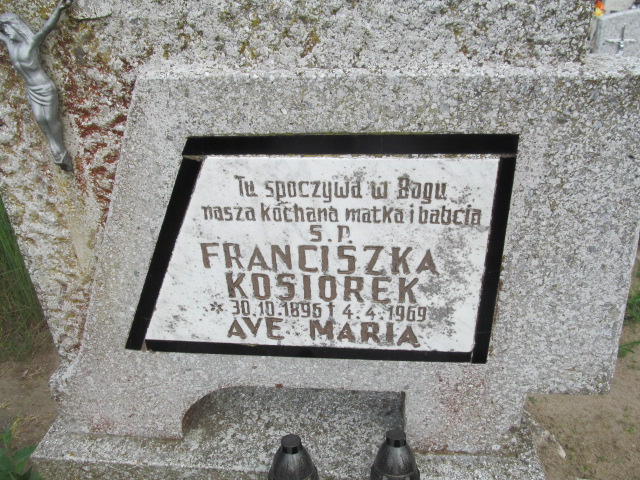 Tu spoczywa w Bogu
nasza kochana matka i babcia
Ś.P.
FRANCISZKA
KOSIOREK
* 30.10.1896 † 4.4.1969
AVE MARIA